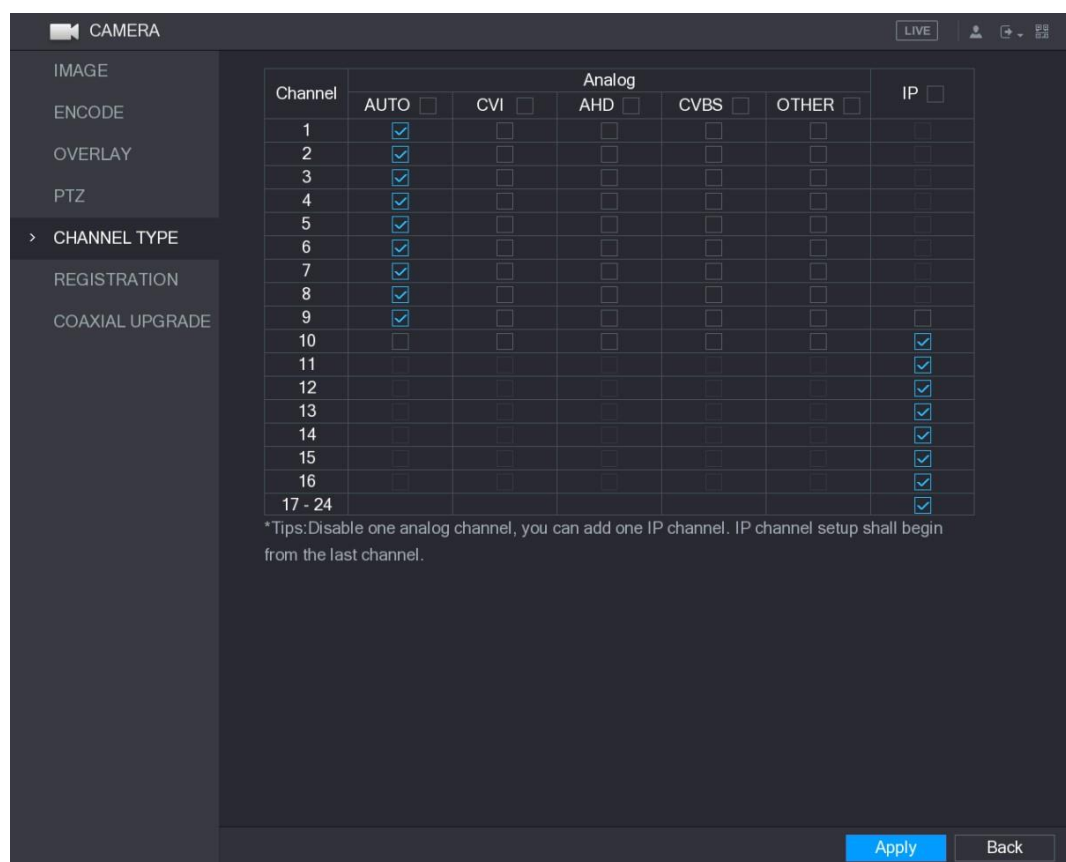 CAMERA
LIVE
IMAGE
ENCODE
OVERLAY
PTZ
> CHANNEL TYPE
REGISTRATION
COAXIAL UPGRADE
Channel Analog IP
AUTO CVI AHD CVBS OTHER
1
2
3
4
5
6
7
8
9
10
11
12
13
14
15
16
17 - 24
*Tips:Disable one analog channel, you can add one IP channel. IP channel setup shall begin
from the last channel.
Apply Back